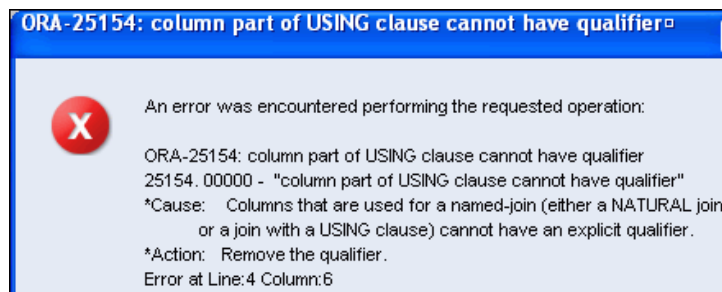 ORA-25154: column part of USING clause cannot have qualifier¤
An error was encountered performing the requested operation:
ORA-25154: column part of USING clause cannot have qualifier
25154. 00000 - "column part of USING clause cannot have qualifier"
*Cause: Columns that are used for a named-join (either a NATURAL join
or a join with a USING clause) cannot have an explicit qualifier.
*Action: Remove the qualifier.
Error at Line:4 Column:6